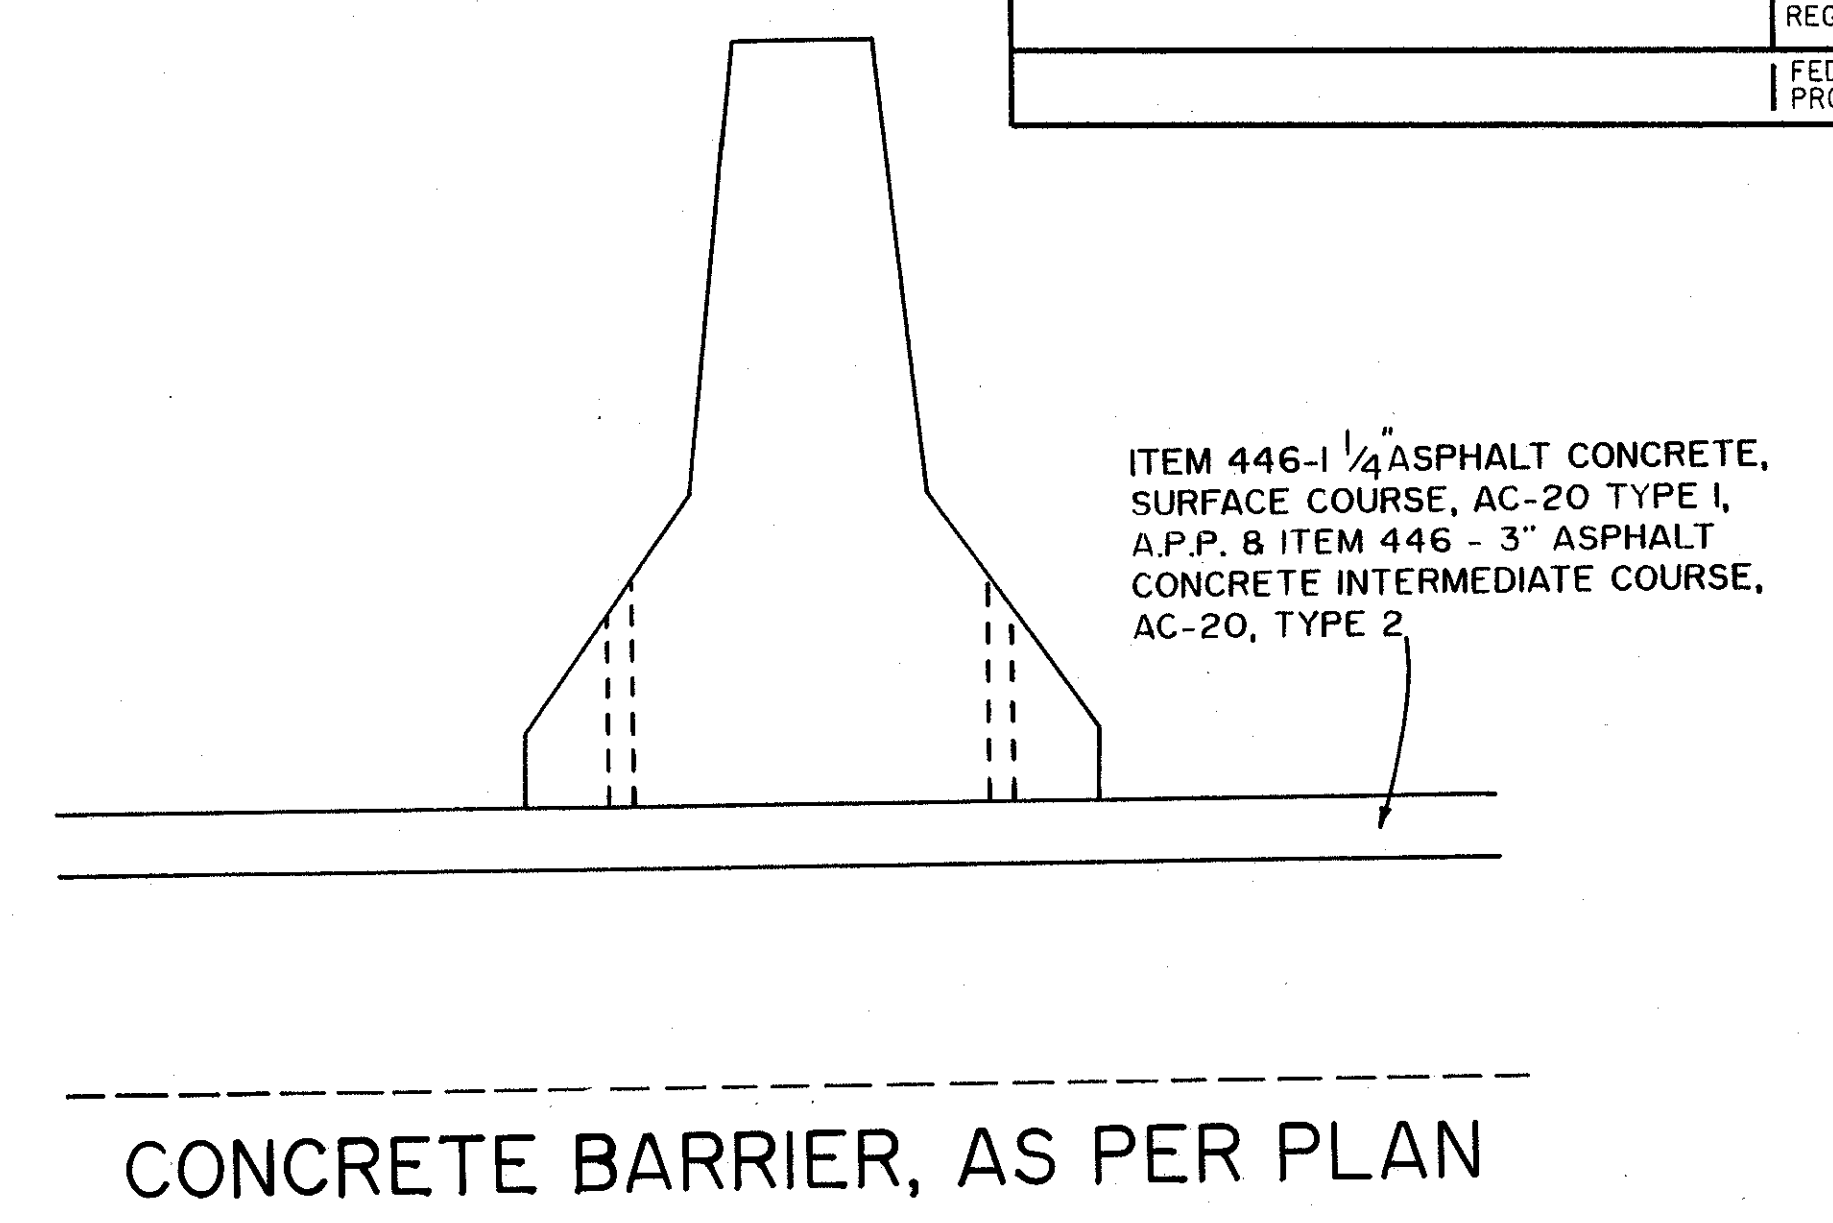 REG
FED
PRO
ITEM 446-1 1/4" ASPHALT CONCRETE,
SURFACE COURSE, AC-20 TYPE 1,
A.P.P. & ITEM 446 - 3" ASPHALT
CONCRETE INTERMEDIATE COURSE,
AC-20, TYPE 2
CONCRETE BARRIER, AS PER PLAN